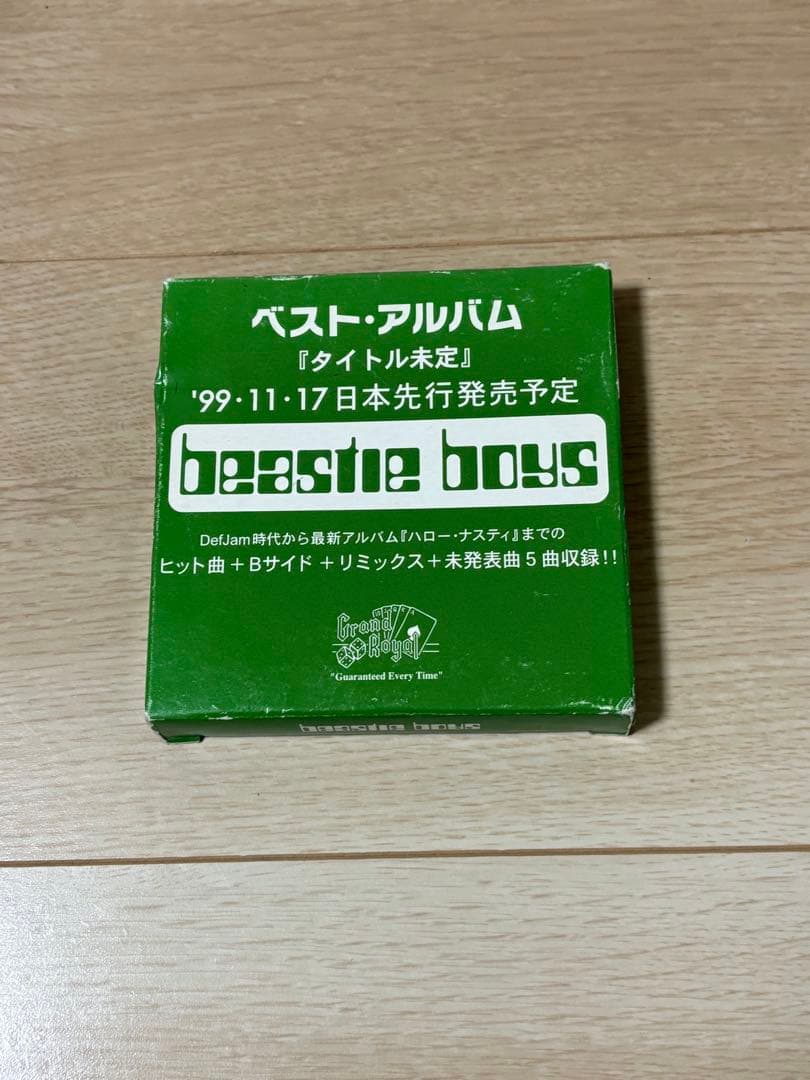 ベスト・アルバム
『タイトル未定』
'99・11・17日本先行発売予定
beastie boys
DefJam時代から最新アルバム『ハロー・ナスティ』までの
ヒット曲+Bサイド+リミックス+未発表曲5曲収録!!
Grand
Royal
"Guaranteed Every Time"
beastie boys